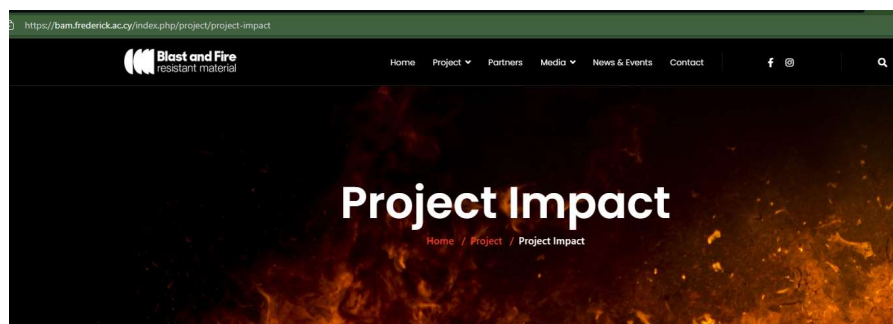 https://bam.frederick.ac.cy/index.php/project/project-impact
Blast and Fire
resistant material
Home Project Partners Media News & Events Contact
Project Impact
Home / Project / Project Impact